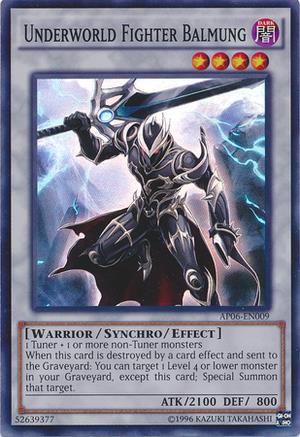 UNDERWORLD FIGHTER BALMUNG
DARK
闇
AP06-EN009
[WARRIOR / SYNCHRO / EFFECT]
1 Tuner + 1 or more non-Tuner monsters
When this card is destroyed by a card effect and sent
to the Graveyard: You can target 1 Level 4 or lower monster
in your Graveyard, except this card; Special Summon
that target.
ATK/2100 DEF/ 800
52639377
©1996 KAZUKI TAKAHASHI